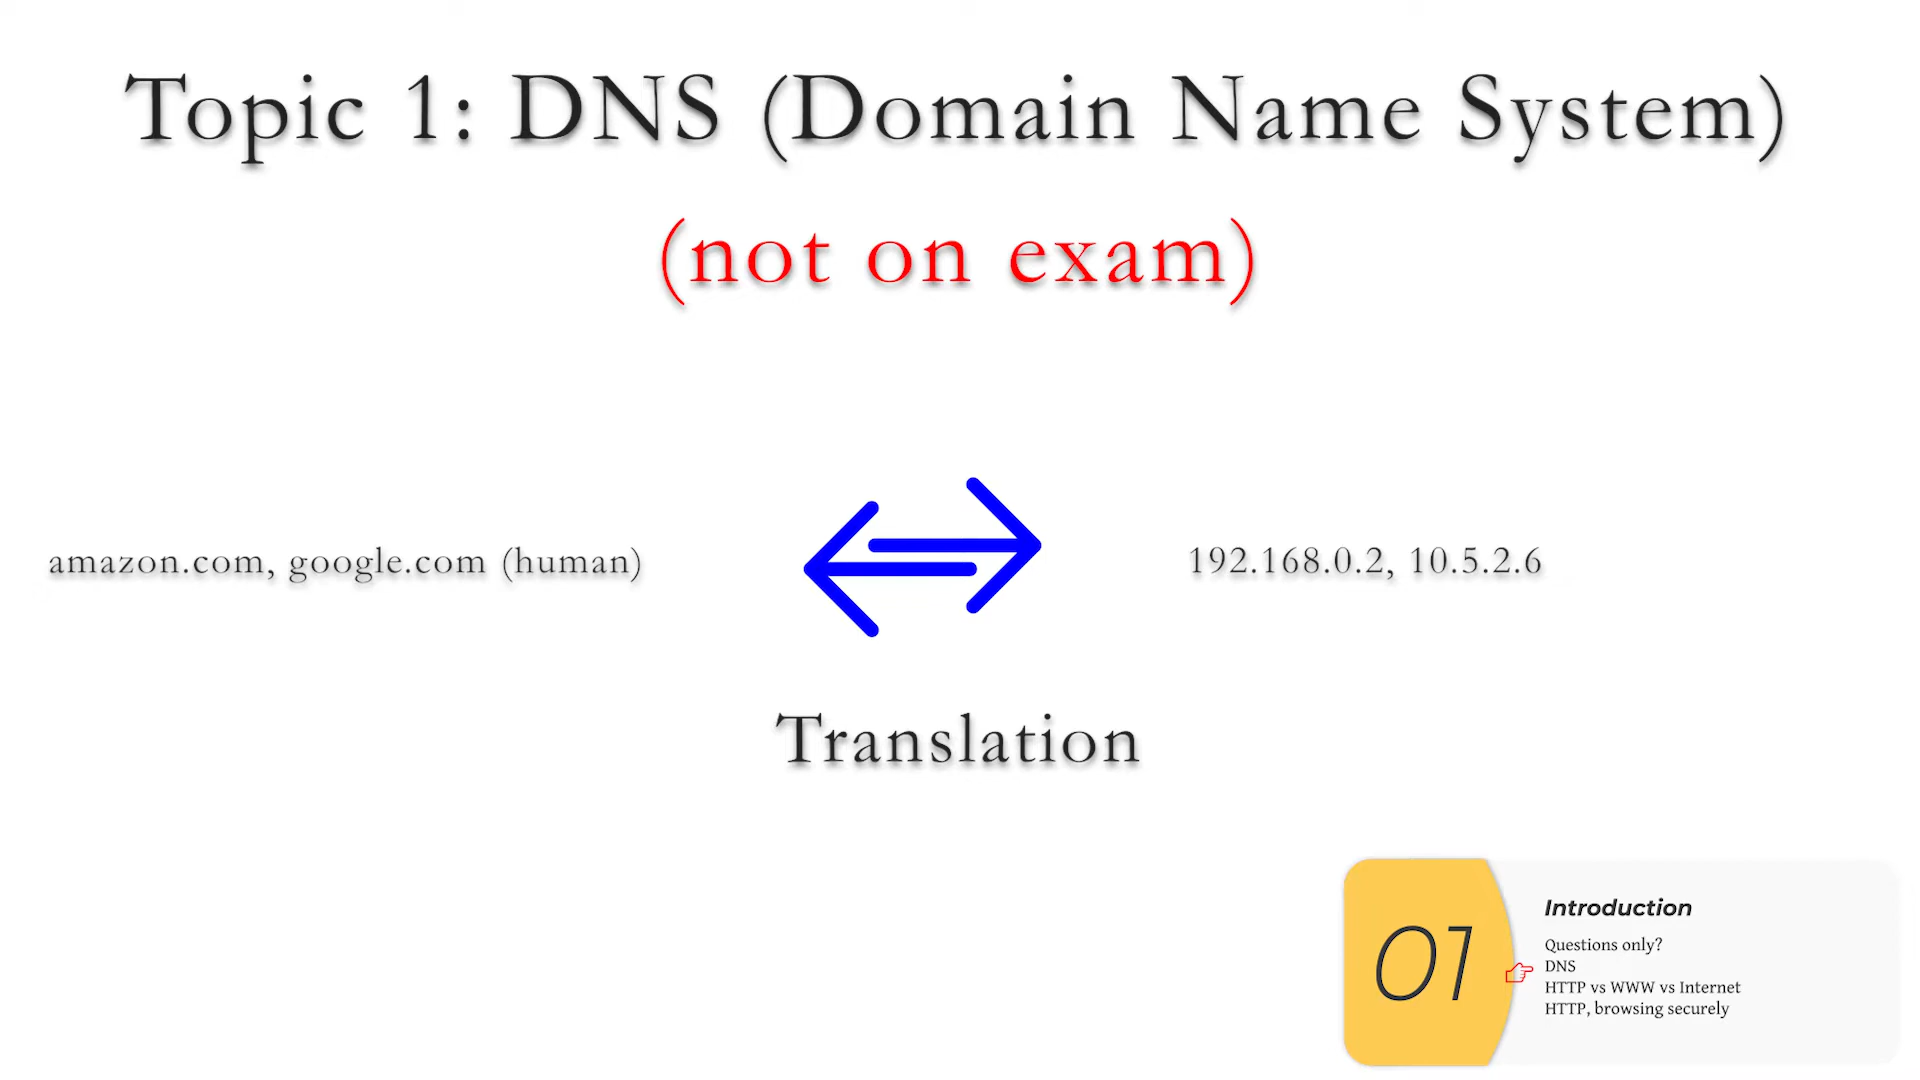 Topic 1: DNS (Domain Name System)
(not on exam)
amazon.com, google.com (human)
192.168.0.2, 10.5.2.6
Translation
01
Introduction
Questions only?
DNS
HTTP vs WWW vs Internet
HTTP, browsing securely